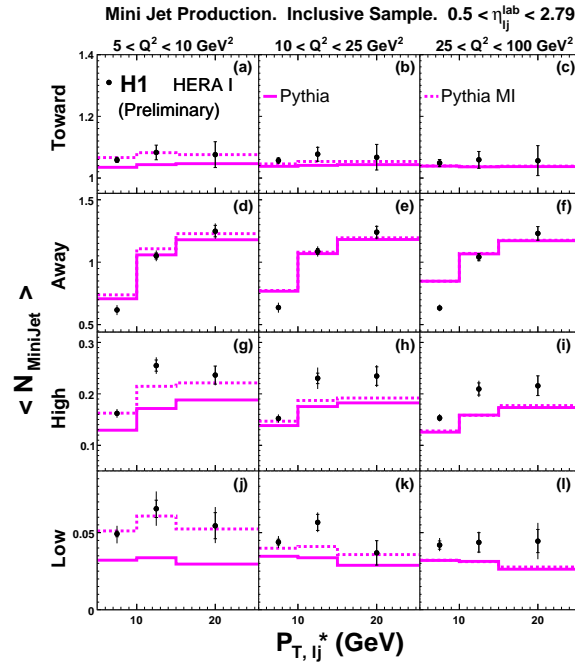 Mini Jet Production. Inclusive Sample. 0.5 < η_lj^lab < 2.79
5 < Q² < 10 GeV² 10 < Q² < 25 GeV² 25 < Q² < 100 GeV²
(a) (b) (c)
H1 HERA I
(Preliminary)
Pythia
Pythia MI
Toward
1.4
1.2
1
(d) (e) (f)
Away
1.5
1
0.5
(g) (h) (i)
High
0.3
0.2
0.1
(j) (k) (l)
Low
0.1
0.05
0
< N_MiniJet >
10 20 10 20 10 20
P_T, lj^* (GeV)